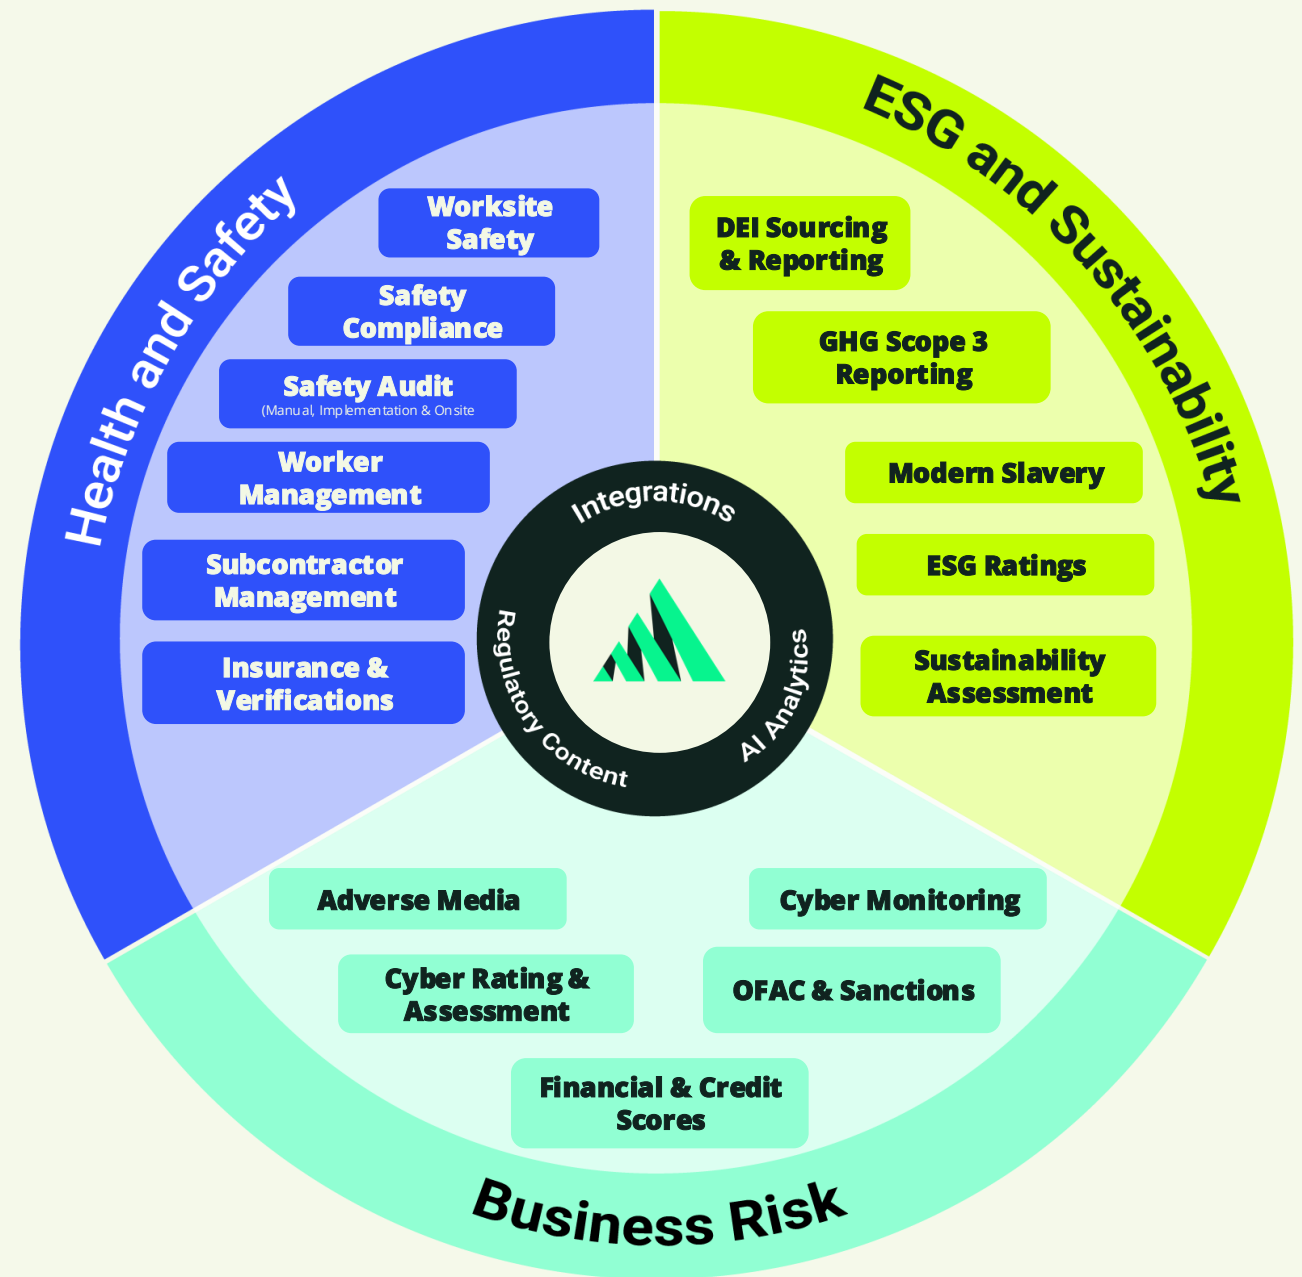 Health and Safety
Worksite
Safety
Safety
Compliance
Safety Audit
(Manual, Implementation & Onsite
Worker
Management
Subcontractor
Management
Insurance &
Verifications
ESG and Sustainability
DEI Sourcing
& Reporting
GHG Scope 3
Reporting
Modern Slavery
ESG Ratings
Sustainability
Assessment
Integrations
Regulatory Content
AI Analytics
Adverse Media
Cyber Monitoring
Cyber Rating &
Assessment
OFAC & Sanctions
Financial & Credit
Scores
Business Risk